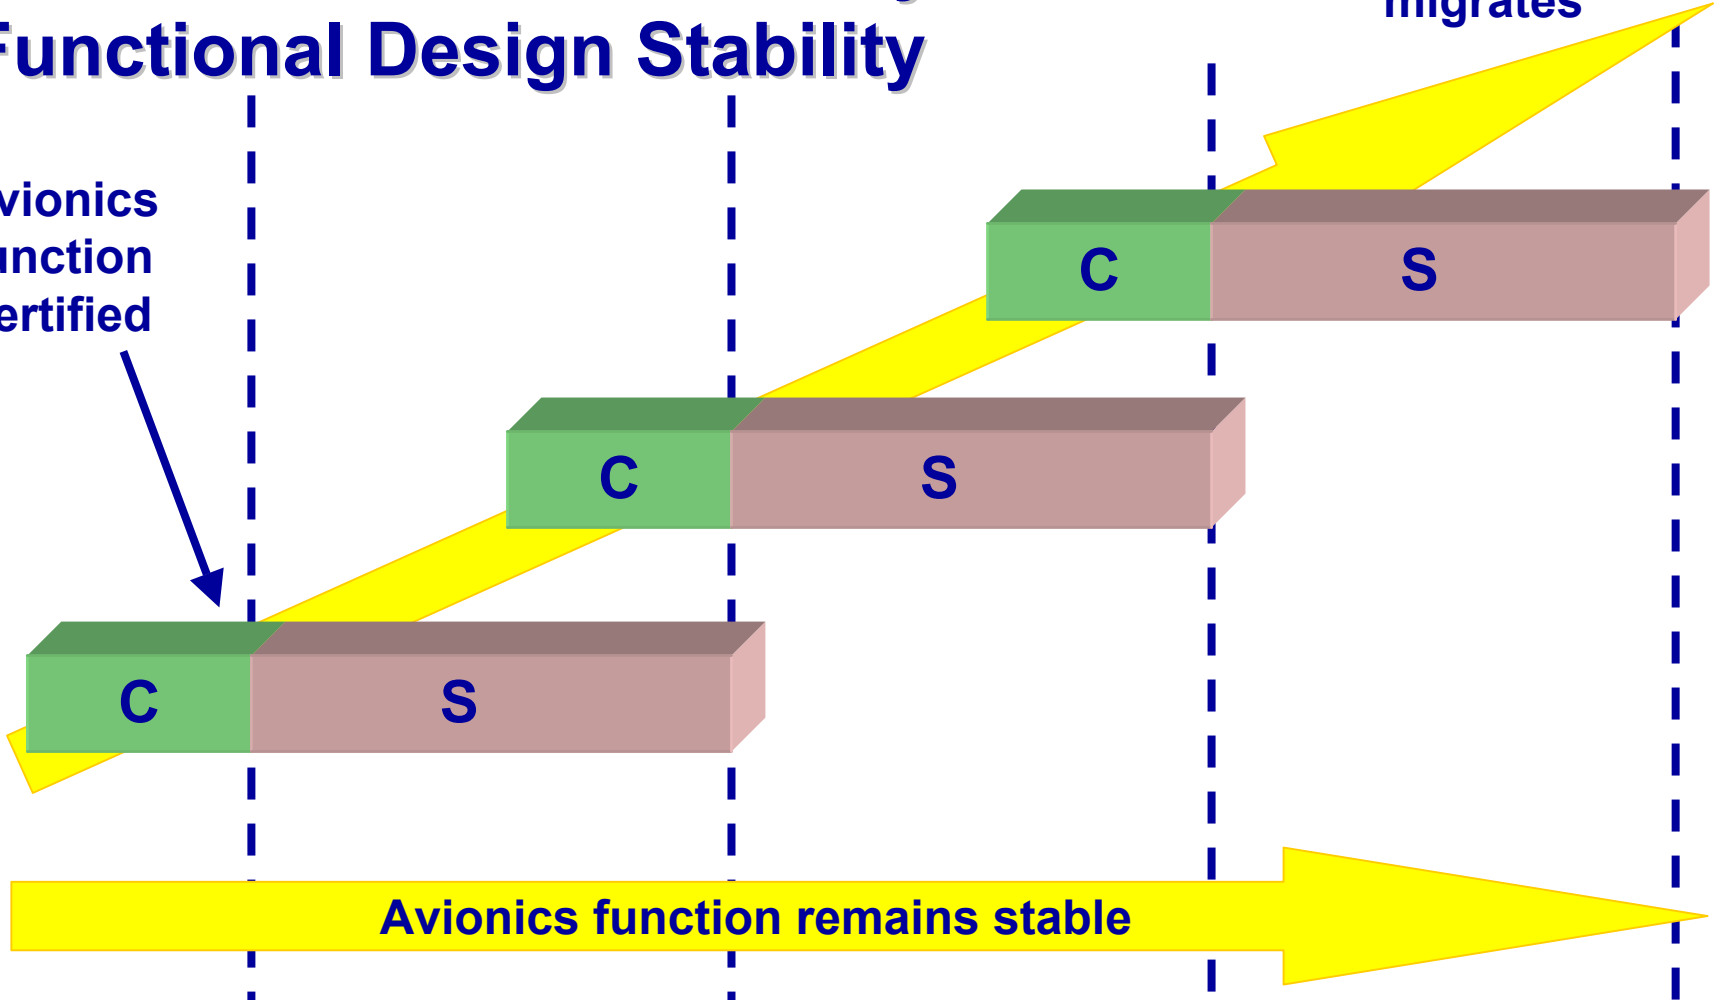 migrates
Functional Design Stability
vionics
unction
ertified
C S
C S
C S
Avionics function remains stable